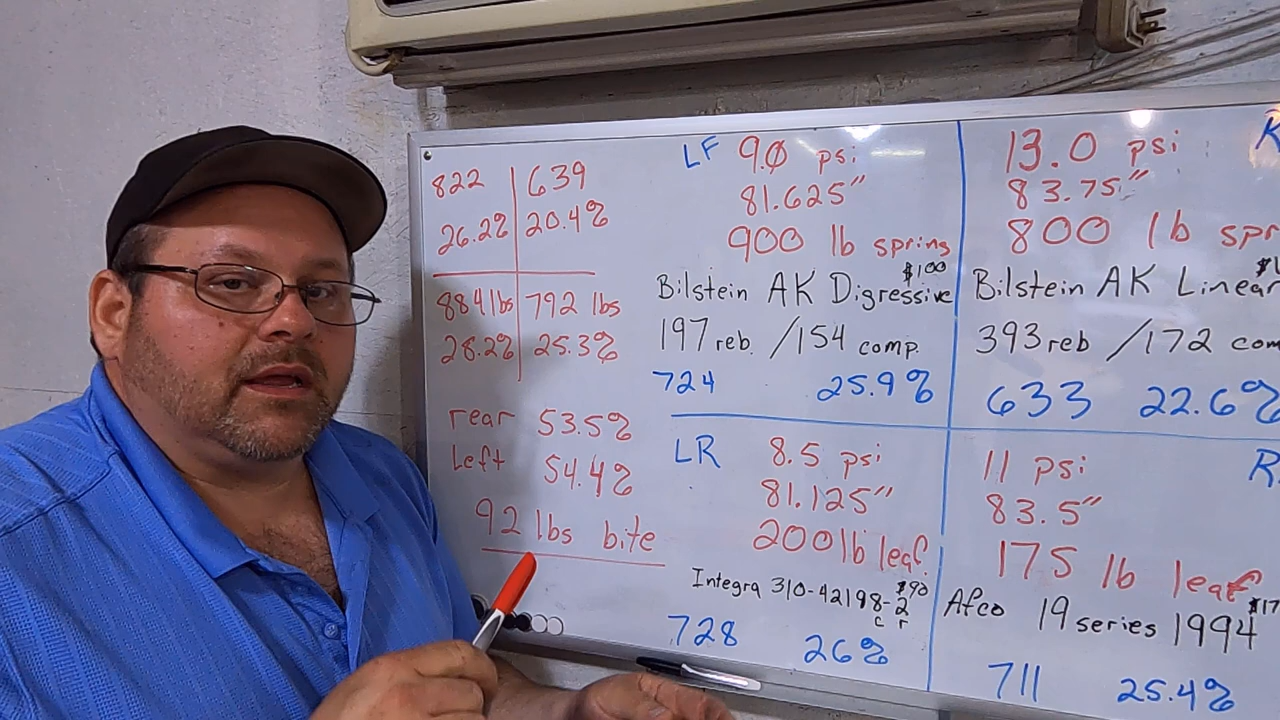 822 639
26.2% 20.4%
884 lbs 792 lbs
28.2% 25.3%
rear 53.5%
Left 54.4%
92 lbs bite
LF 9.0 psi
81.625"
900 lb spring
$100
Bilstein AK Digressive
197 reb. /154 comp.
724 25.9%
13.0 psi
83.75"
800 lb spr
Bilstein AK Linear
393 reb /172 com
633 22.6%
LR 8.5 psi
81.125"
200 lb leaf
$90
Integra 310-42198-2
c r
728 26%
11 psi R
83.5"
175 lb leaf
$17
Afco 19 series 1994
711 25.4%